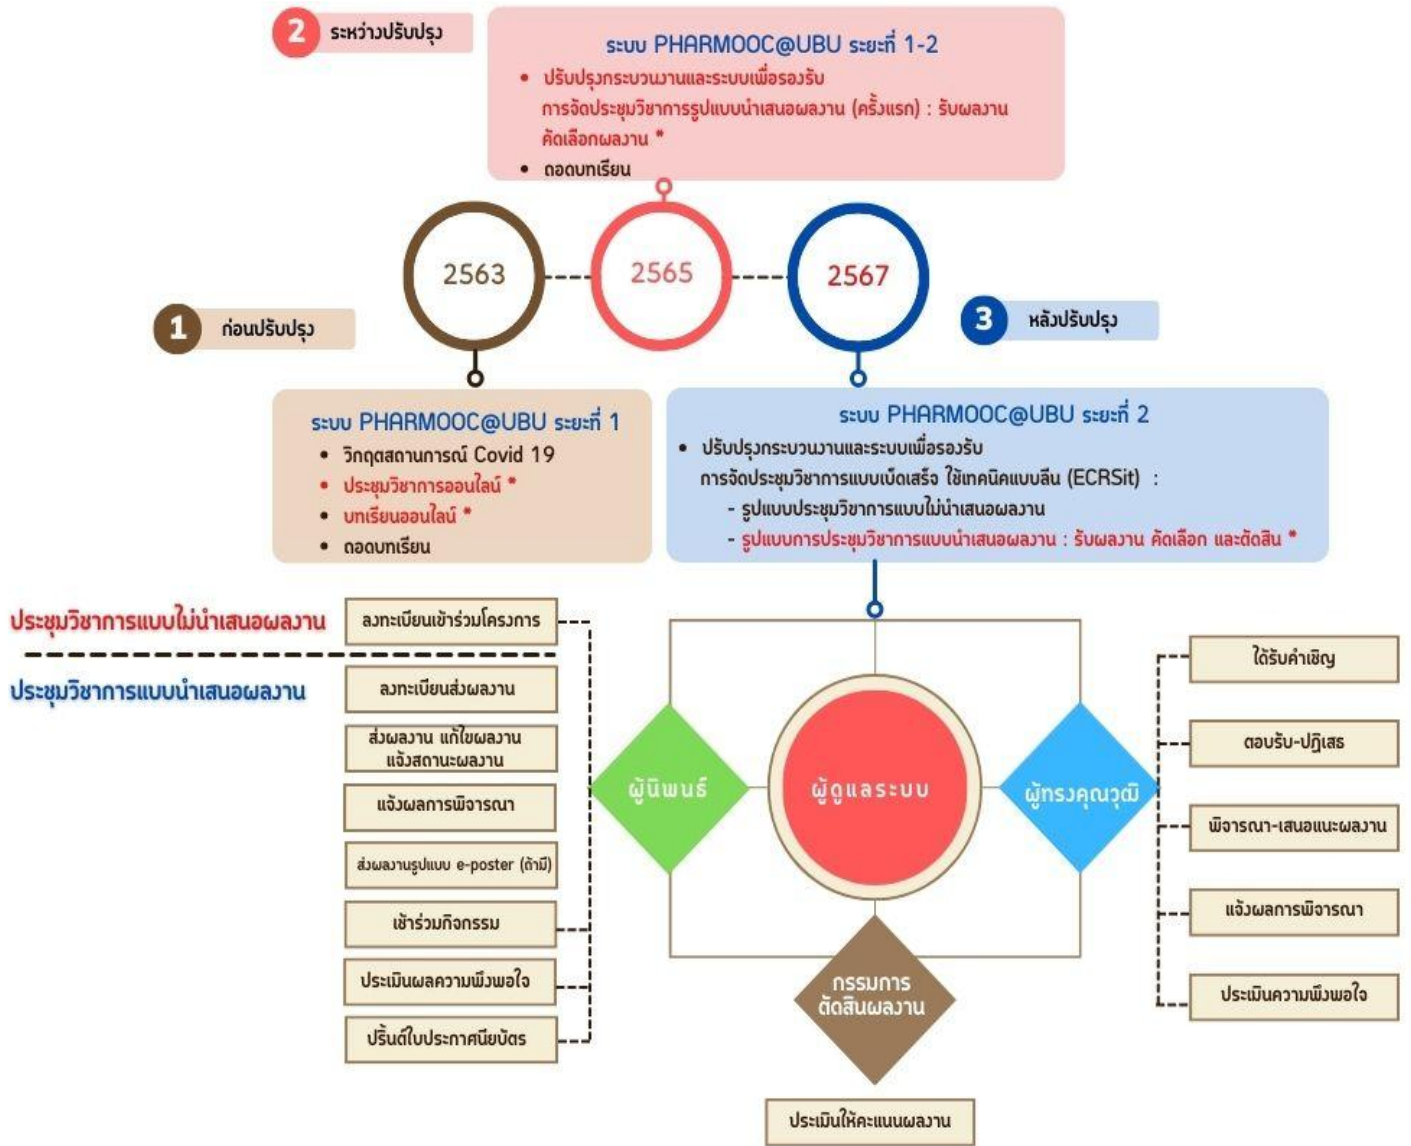 2 ระหว่างปรับปรุง
ระบบ PHARMOOC@UBU ระยะที่ 1-2
• ปรับปรุงกระบวนงานและระบบเพื่อรองรับ
การจัดประชุมวิชาการรูปแบบนำเสนอผลงาน (ครั้งแรก) : รับผลงาน
คัดเลือกผลงาน *
• ถอดบทเรียน
2563
2565
2567
1 ก่อนปรับปรุง
3 หลังปรับปรุง
ระบบ PHARMOOC@UBU ระยะที่ 1
• วิกฤตสถานการณ์ Covid 19
• ประชุมวิชาการออนไลน์ *
• บทเรียนออนไลน์ *
• ถอดบทเรียน
ระบบ PHARMOOC@UBU ระยะที่ 2
• ปรับปรุงกระบวนงานและระบบเพื่อรองรับ
การจัดประชุมวิชาการแบบเบ็ดเสร็จ ใช้เทคนิคแบบลีน (ECRSit) :
- รูปแบบประชุมวิชาการแบบไม่นำเสนอผลงาน
- รูปแบบการประชุมวิชาการแบบนำเสนอผลงาน : รับผลงาน คัดเลือก และตัดสิน *
ประชุมวิชาการแบบไม่นำเสนอผลงาน
ประชุมวิชาการแบบนำเสนอผลงาน
ลงทะเบียนเข้าร่วมโครงการ
ลงทะเบียนส่งผลงาน
ส่งผลงาน แก้ไขผลงาน
แจ้งสถานะผลงาน
แจ้งผลการพิจารณา
ส่งผลงานรูปแบบ e-poster (ถ้ามี)
เข้าร่วมกิจกรรม
ประเมินผลความพึงพอใจ
ปริ้นต์ใบประกาศนียบัตร
ผู้นิพนธ์
ผู้ดูแลระบบ
ผู้ทรงคุณวุฒิ
กรรมการ
ตัดสินผลงาน
ประเมินให้คะแนนผลงาน
ได้รับคำเชิญ
ตอบรับ-ปฏิเสธ
พิจารณา-เสนอแนะผลงาน
แจ้งผลการพิจารณา
ประเมินความพึงพอใจ